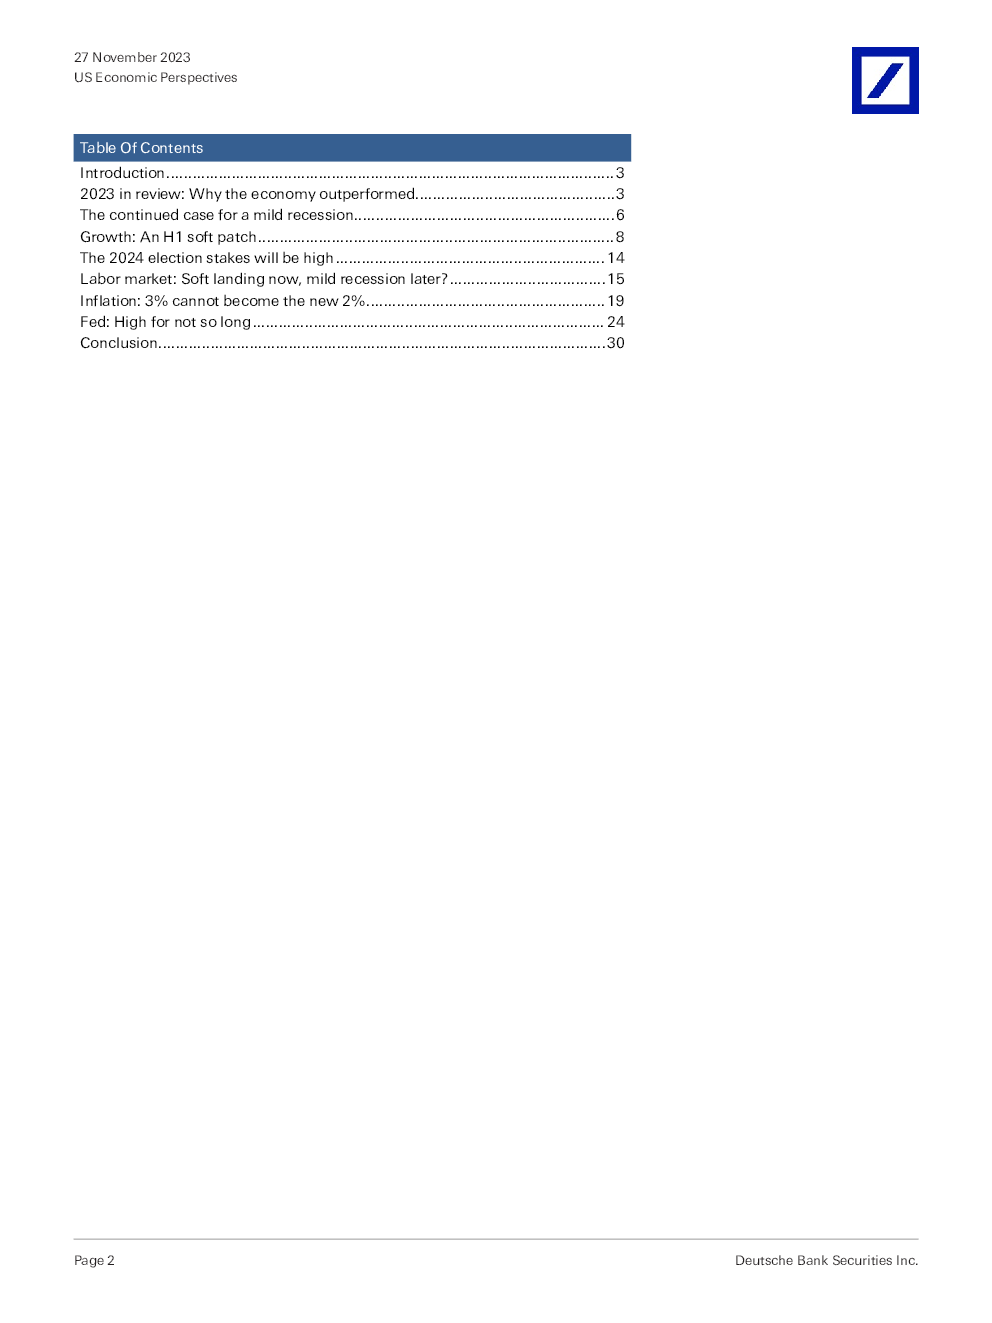 27 November 2023
US Economic Perspectives
Table Of Contents
Introduction........................................................................................................3
2023 in review: Why the economy outperformed..............................................3
The continued case for a mild recession............................................................6
Growth: An H1 soft patch..................................................................................8
The 2024 election stakes will be high.............................................................. 14
Labor market: Soft landing now, mild recession later?....................................15
Inflation: 3% cannot become the new 2%....................................................... 19
Fed: High for not so long................................................................................. 24
Conclusion.......................................................................................................30
Page 2
Deutsche Bank Securities Inc.